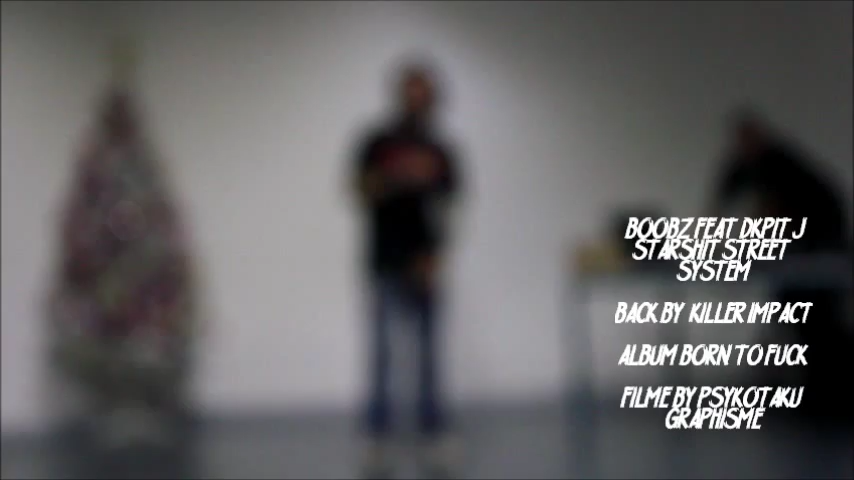 BOOBZ FEAT DKPIT J
STARSHIT STREET
SYSTEM
BACK BY KILLER IMPACT
ALBUM BORN TO FUCK
FILME BY PSYKOTAKU
GRAPHISME